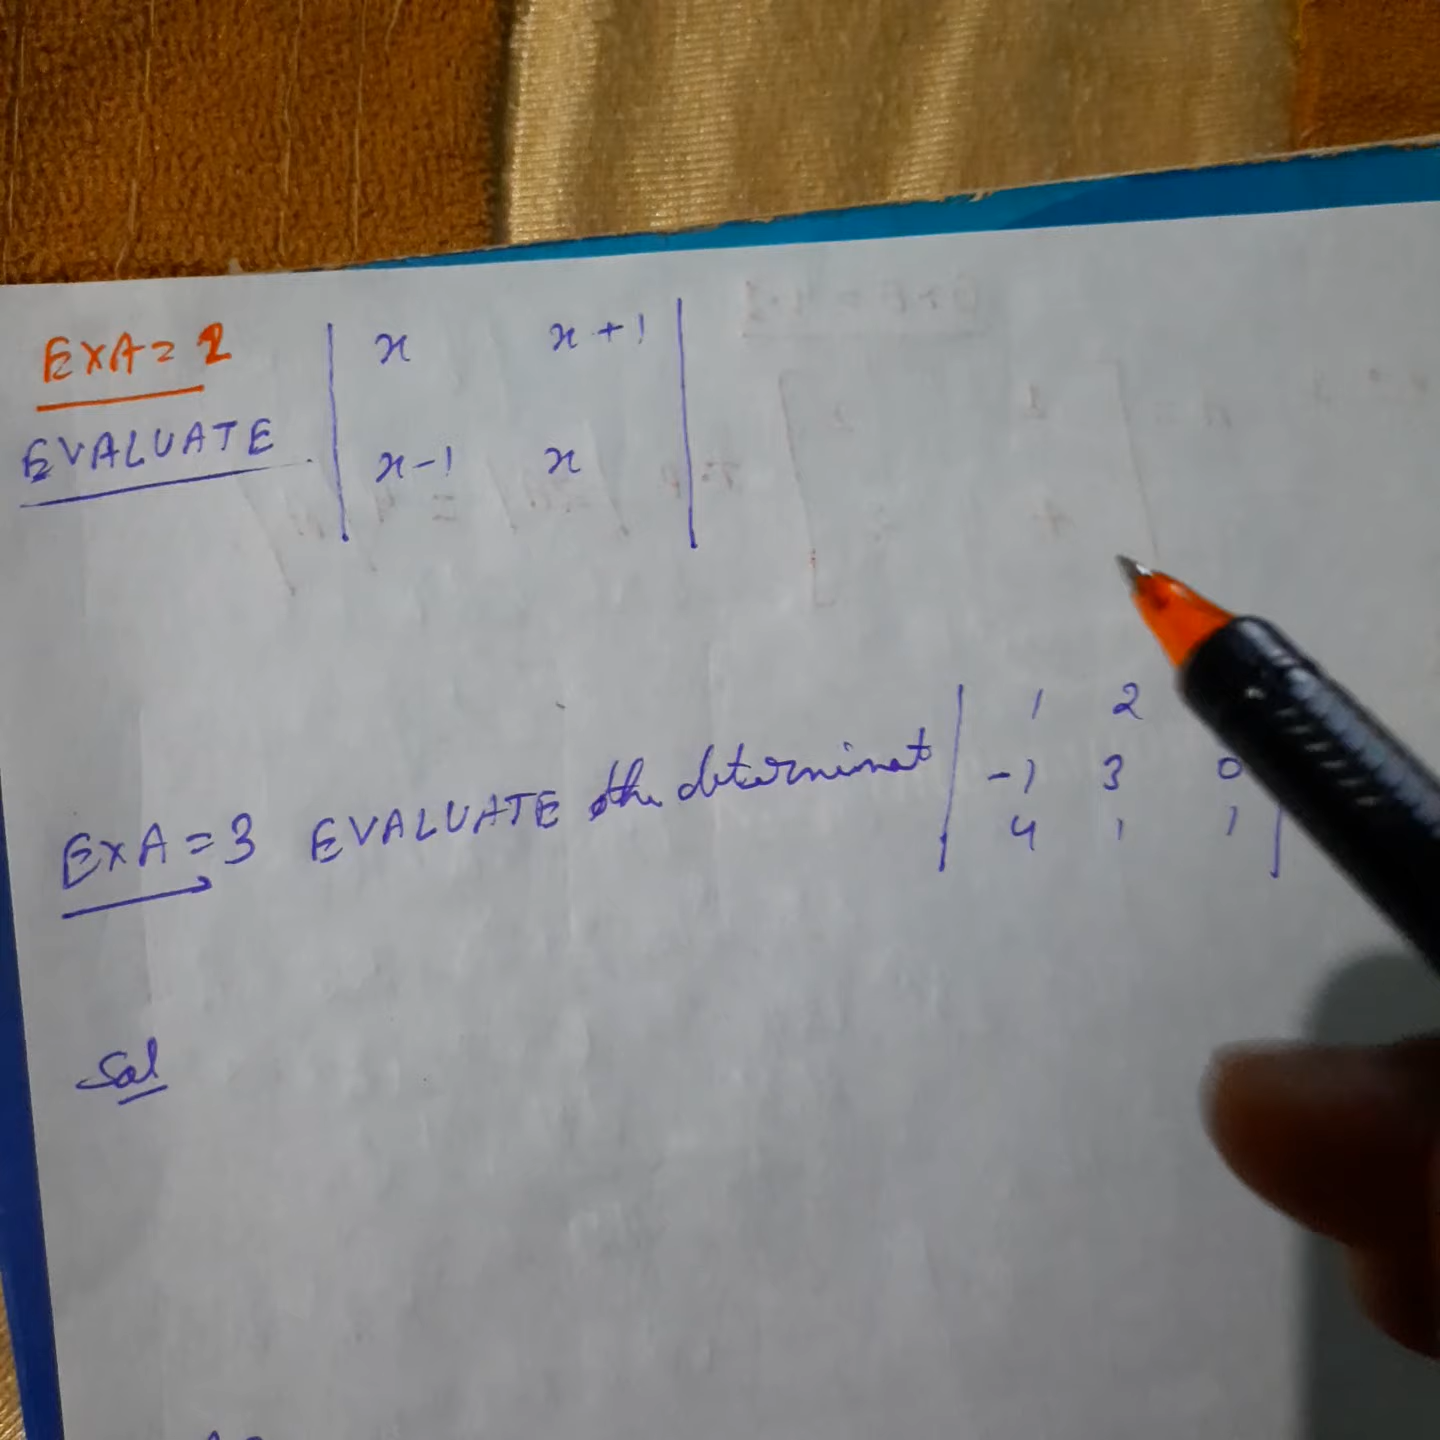 EXA = 2
EVALUATE
x x+1
x-1 x
EXA = 3 EVALUATE the determinat
1 2
-1 3 0
4 1 1
Sol